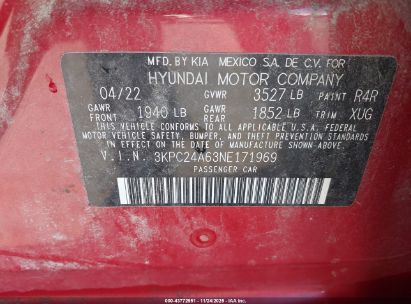 MFD.BY KIA MEXICO S.A. DE C.V. FOR
HYUNDAI MOTOR COMPANY
04/22 GVWR 3527 LB PAINT R4R
GAWR FRONT 1940 LB GAWR REAR 1852 LB TRIM XUG
THIS VEHICLE CONFORMS TO ALL APPLICABLE U.S. FEDERAL
MOTOR VEHICLE SAFETY, BUMPER, AND THEFT PREVENTION STANDARDS
IN EFFECT ON THE DATE OF MANUFACTURE SHOWN ABOVE.
V.I.N. 3KPC24A63NE171969
PASSENGER CAR